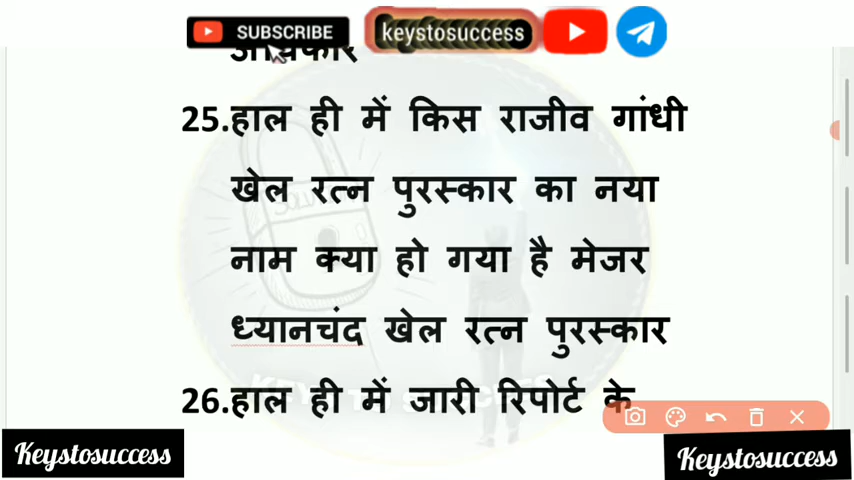 SUBSCRIBE
keystosuccess
25.हाल ही में किस राजीव गांधी
खेल रत्न पुरस्कार का नया
नाम क्या हो गया है मेजर
ध्यानचंद खेल रत्न पुरस्कार
26.हाल ही में जारी रिपोर्ट के
Keystosuccess
Keystosuccess